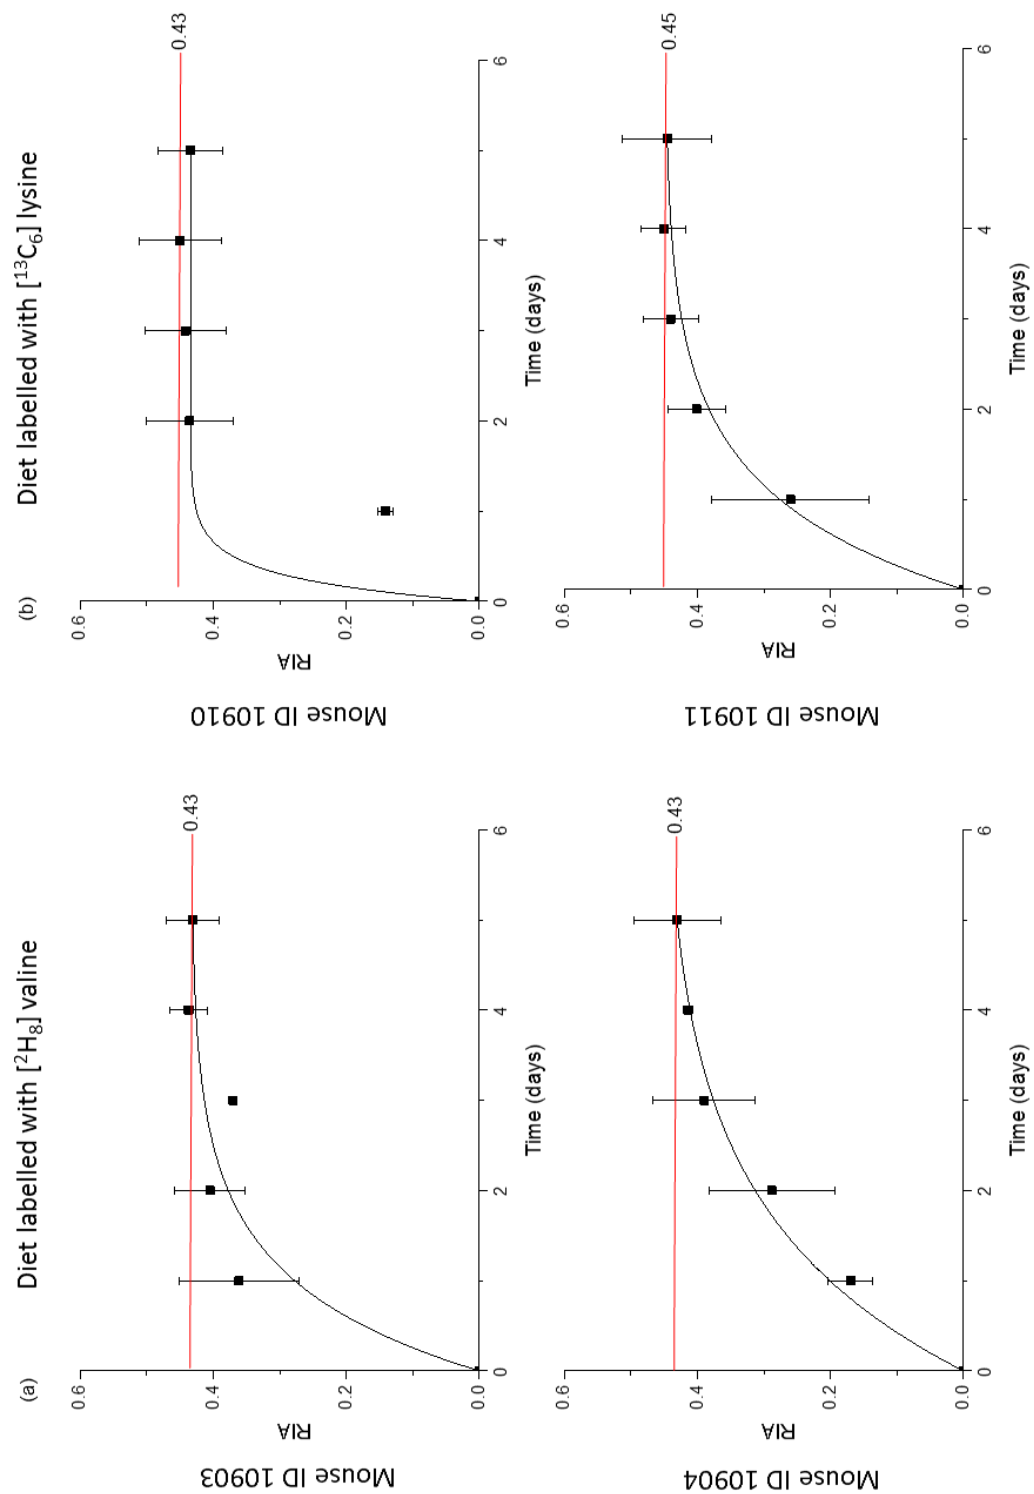 (a) Diet labelled with [²H₈] valine
Mouse ID 10903
RIA
0.6
0.4
0.2
0.0
0.43
0 2 4 6
Time (days)
Mouse ID 10904
RIA
0.6
0.4
0.2
0.0
0.43
0 2 4 6
Time (days)
(b) Diet labelled with [¹³C₆] lysine
Mouse ID 10910
RIA
0.6
0.4
0.2
0.0
0.43
0 2 4 6
Time (days)
Mouse ID 10911
RIA
0.6
0.4
0.2
0.0
0.45
0 2 4 6
Time (days)